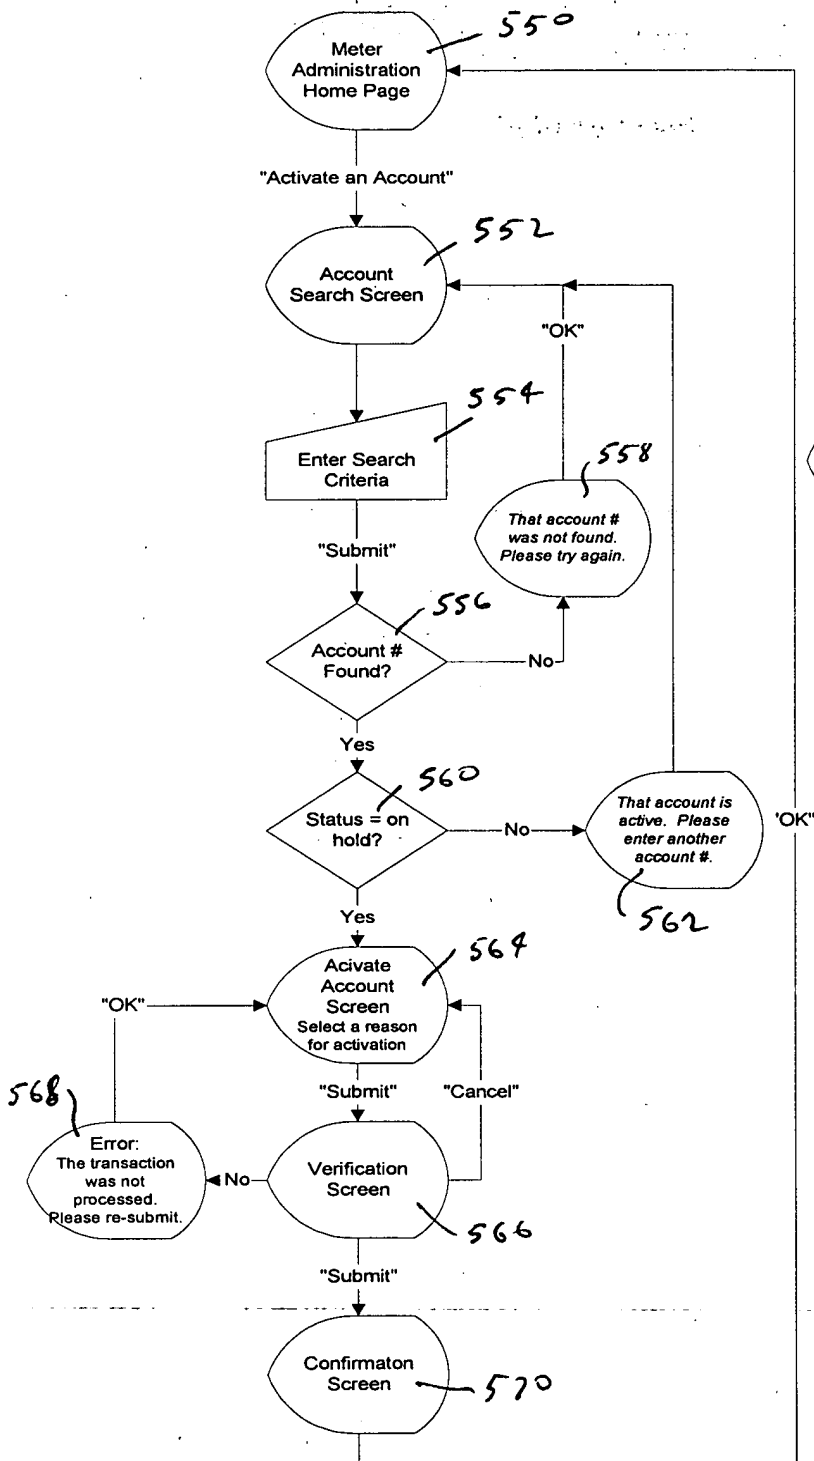 550
Meter
Administration
Home Page
"Activate an Account"
552
Account
Search Screen
"OK"
554
Enter Search
Criteria
558
That account #
was not found.
Please try again.
"Submit"
556
Account #
Found?
No
Yes
560
Status = on
hold?
No
That account is
active. Please
enter another
account #.
'OK"
562
Yes
564
Acivate
Account
Screen
Select a reason
for activation
"OK"
"Submit"
"Cancel"
568
Error:
The transaction
was not
processed.
Please re-submit.
No
Verification
Screen
566
"Submit"
Confirmaton
Screen
570